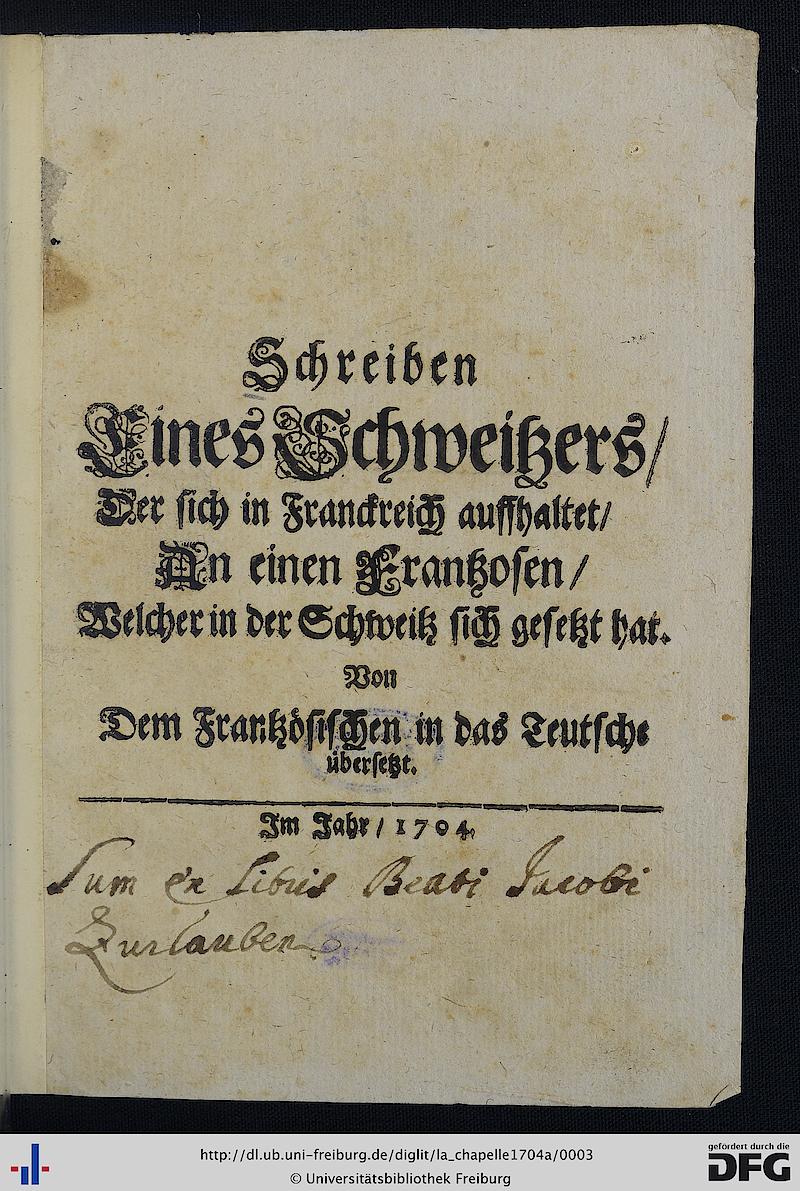 Schreiben
Eines Schweitzers/
Der sich in Franckreich auffhaltet/
An einen Frantzosen/
Welcher in der Schweitz sich gesetzt hat.
Von
Dem Frantzösischen in das Teutsche
übersetzt.
Im Jahr/ 1704.
Sum ex Libris Beati Jacobi
Zurlauben
http://dl.ub.uni-freiburg.de/diglit/la_chapelle1704a/0003
© Universitätsbibliothek Freiburg
gefördert durch die
DFG